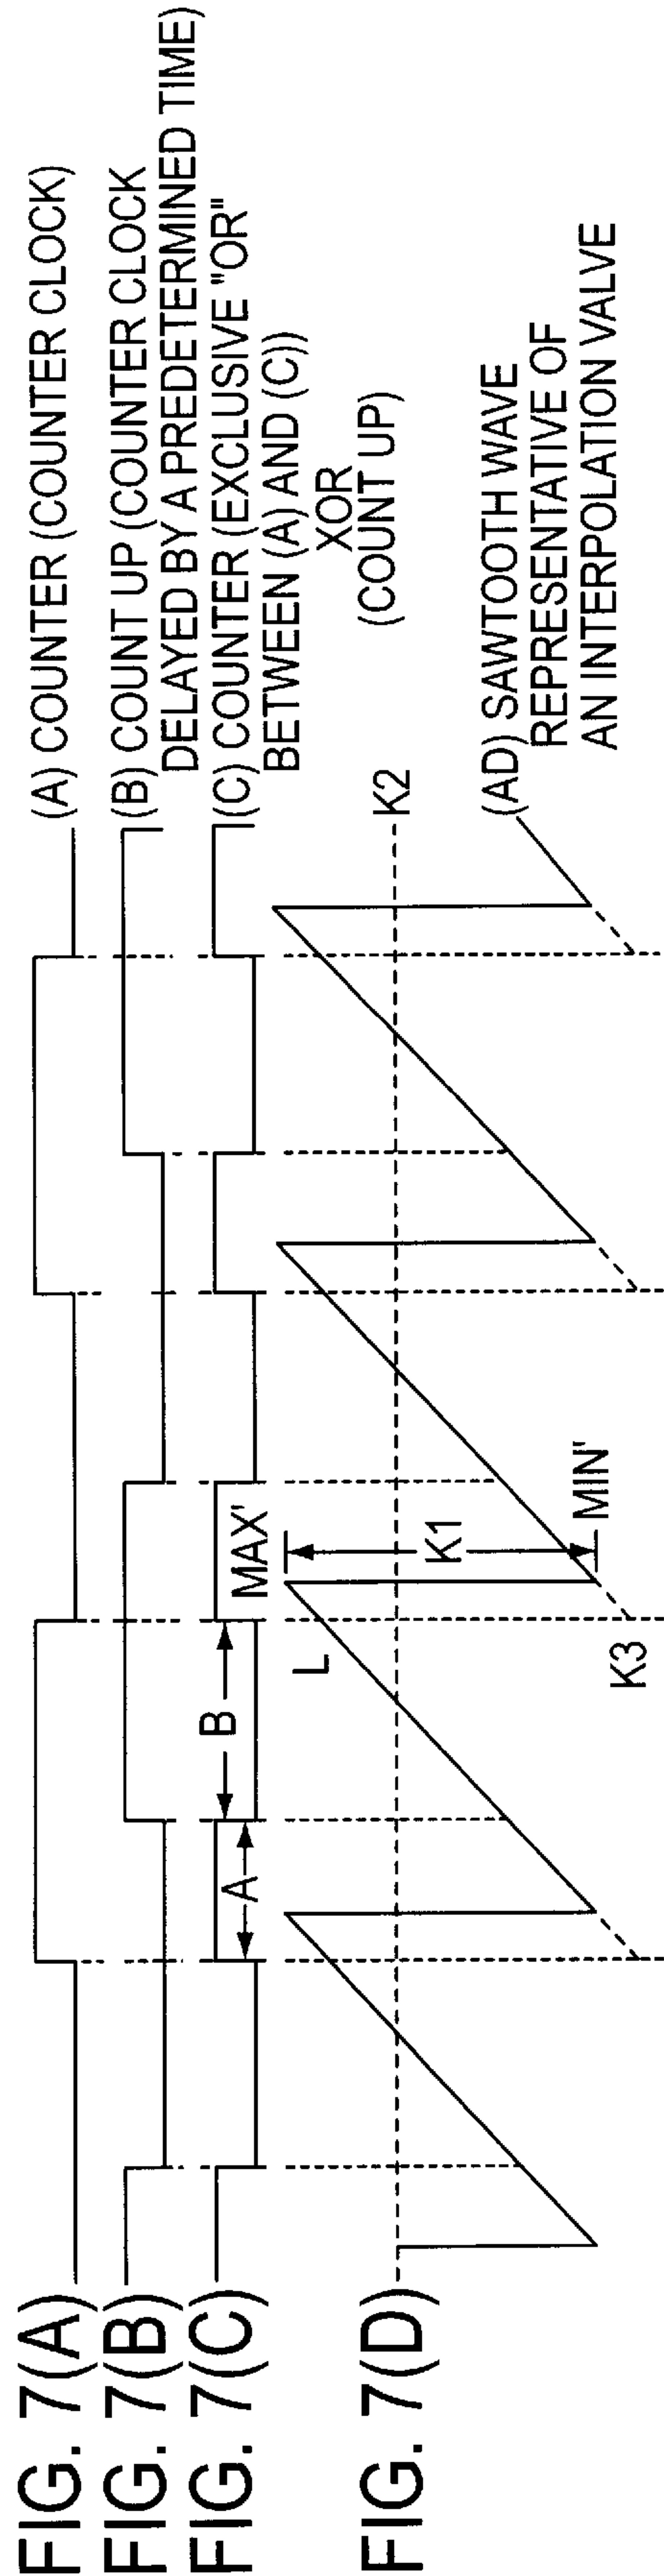 FIG. 7(A)
(A) COUNTER (COUNTER CLOCK)
FIG. 7(B)
(B) COUNT UP (COUNTER CLOCK
DELAYED BY A PREDETERMINED TIME)
FIG. 7(C)
A
B
(C) COUNTER (EXCLUSIVE "OR"
BETWEEN (A) AND (C))
XOR
(COUNT UP)
FIG. 7(D)
L
MAX'
K1
MIN'
K3
K2
(AD) SAWTOOTH WAVE
REPRESENTATIVE OF
AN INTERPOLATION VALVE